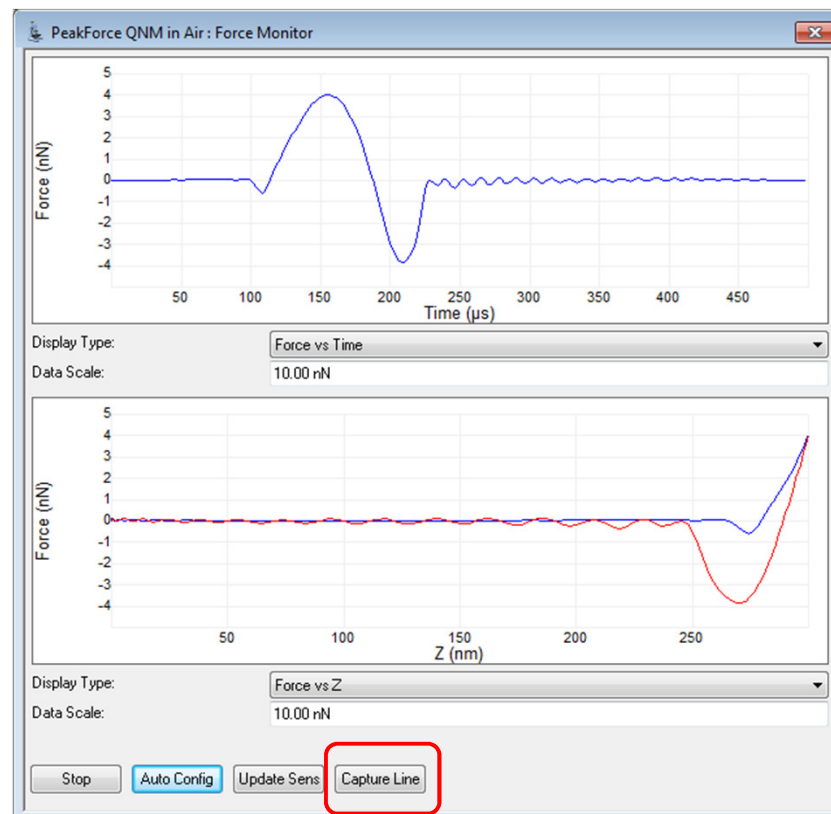 PeakForce QNM in Air : Force Monitor
5
4
3
2
1
0
-1
-2
-3
-4
Force (nN)
50 100 150 200 250 300 350 400 450
Time (µs)
Display Type: Force vs Time
Data Scale: 10.00 nN
5
4
3
2
1
0
-1
-2
-3
-4
Force (nN)
50 100 150 200 250
Z (nm)
Display Type: Force vs Z
Data Scale: 10.00 nN
Stop Auto Config Update Sens Capture Line